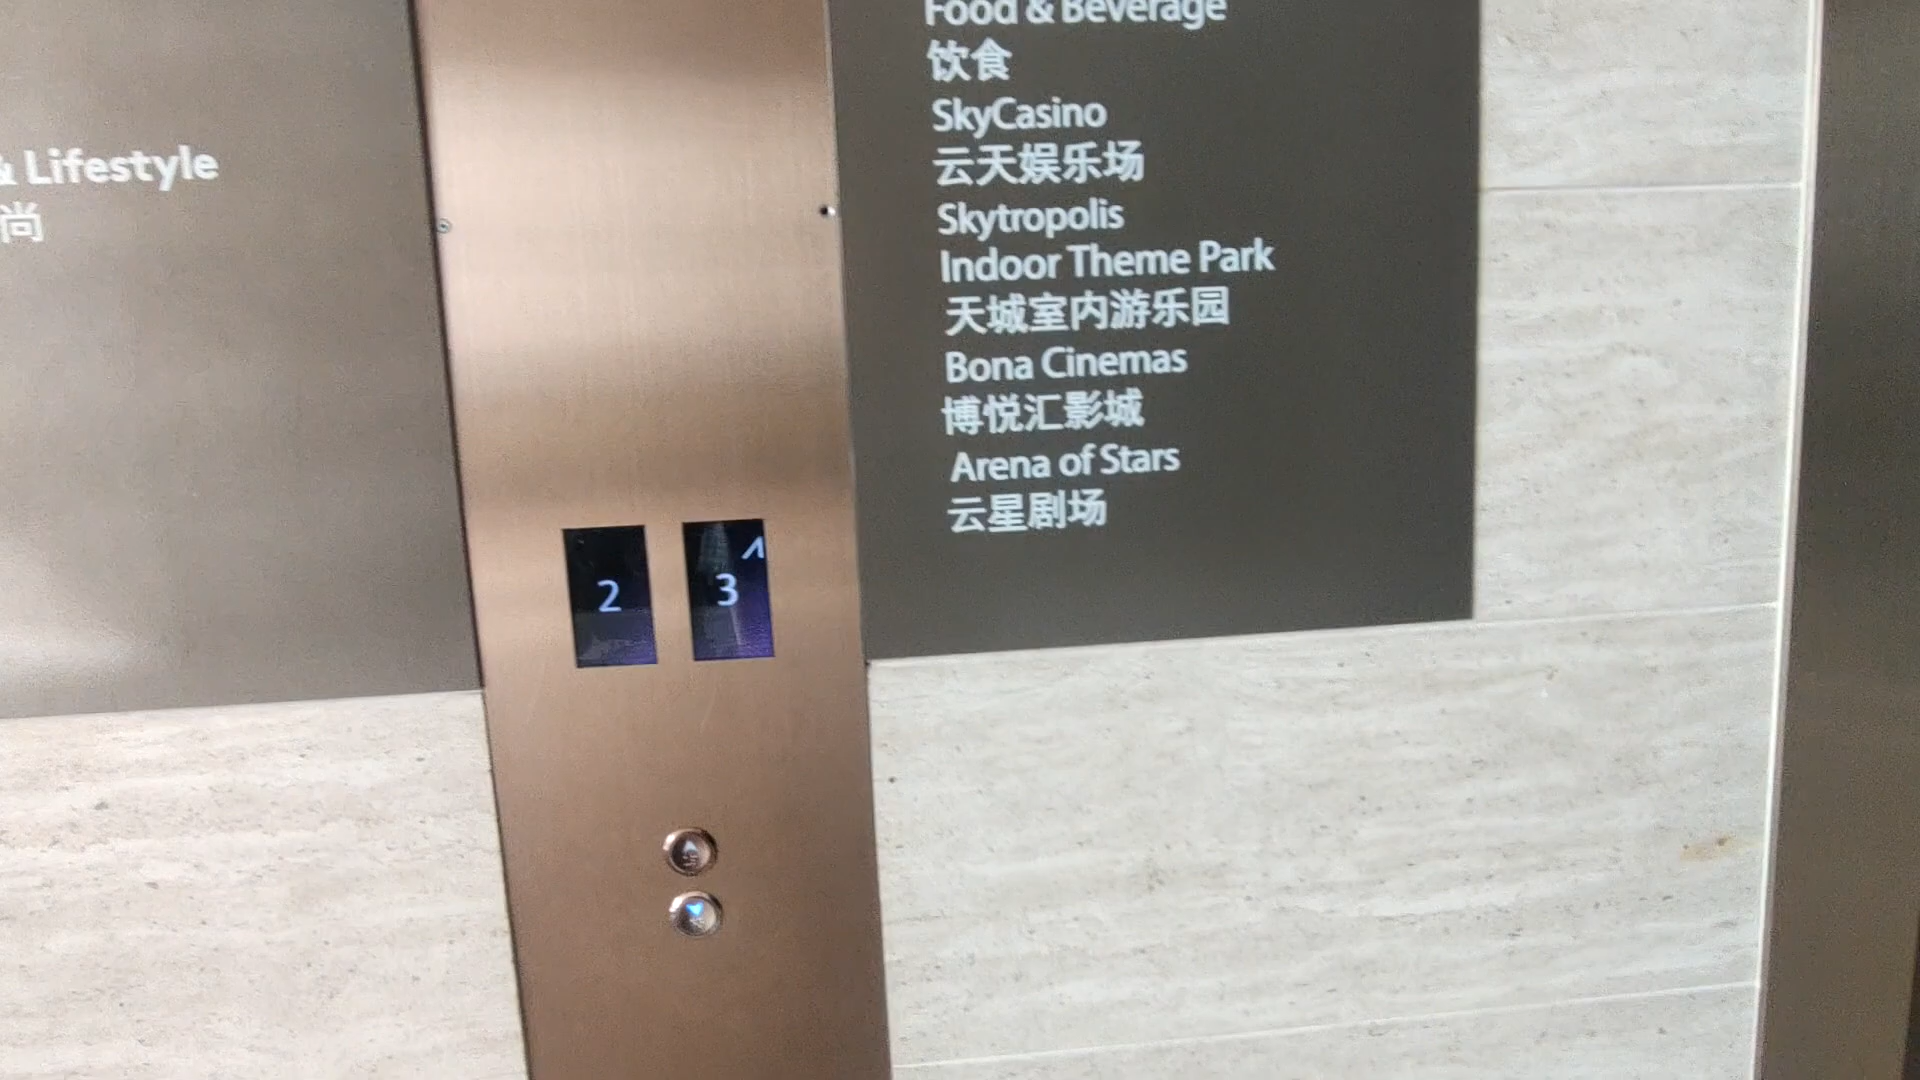 & Lifestyle
尚
Food & Beverage
饮食
SkyCasino
云天娱乐场
Skytropolis
Indoor Theme Park
天城室内游乐园
Bona Cinemas
博悦汇影城
Arena of Stars
云星剧场
2
3